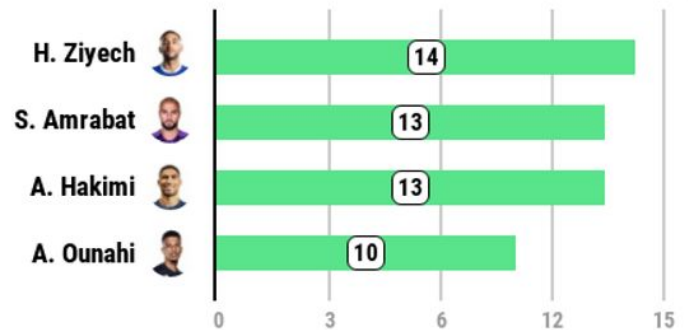 H. Ziyech 14
S. Amrabat 13
A. Hakimi 13
A. Ounahi 10
0 3 6 12 15